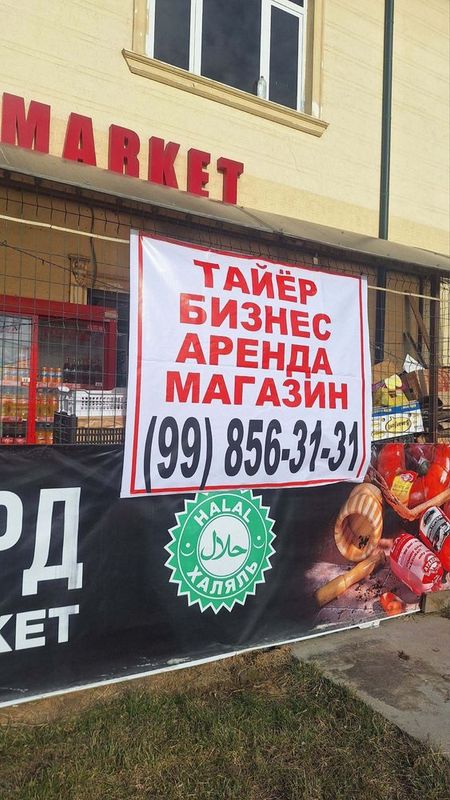 MARKET
ТАЙЁР
БИЗНЕС
АРЕНДА
МАГАЗИН
(99) 856-31-31
HALAL
حلال
ХАЛЯЛЬ
РД
KET